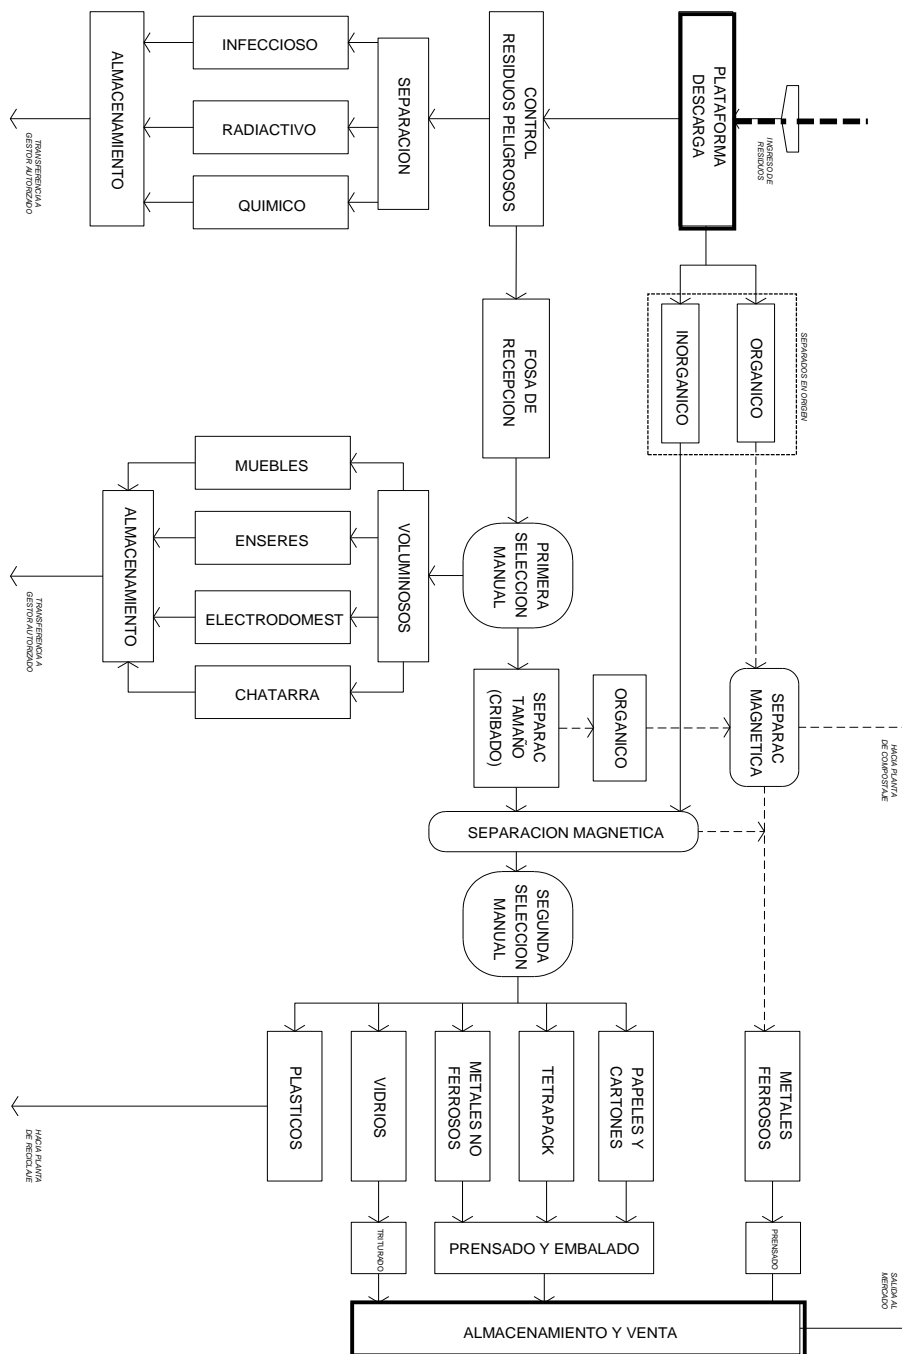 INGRESO DE
RESIDUOS
PLATAFORMA
DESCARGA
CONTROL
RESIDUOS PELIGROSOS
SEPARACION
INFECCIOSO
RADIACTIVO
QUIMICO
ALMACENAMIENTO
TRANSFERENCIA A
GESTOR AUTORIZADO
SEPARADOS EN ORIGEN
ORGANICO
INORGANICO
FOSA DE
RECEPCION
PRIMERA
SELECCION
MANUAL
VOLUMINOSOS
MUEBLES
ENSERES
ELECTRODOMEST
CHATARRA
ALMACENAMIENTO
TRANSFERENCIA A
GESTOR AUTORIZADO
SEPARAC
TAMAÑO
(CRIBADO)
ORGANICO
SEPARAC
MAGNETICA
HACIA PLANTA
DE COMPOSTAJE
SEPARACION MAGNETICA
SEGUNDA
SELECCION
MANUAL
PLASTICOS
VIDRIOS
METALES NO
FERROSOS
TETRAPACK
PAPELES Y
CARTONES
METALES
FERROSOS
HACIA PLANTA
DE RECICLAJE
TRITURADO
PRENSADO Y EMBALADO
PRENSADO
ALMACENAMIENTO Y VENTA
SALIDA AL
MERCADO